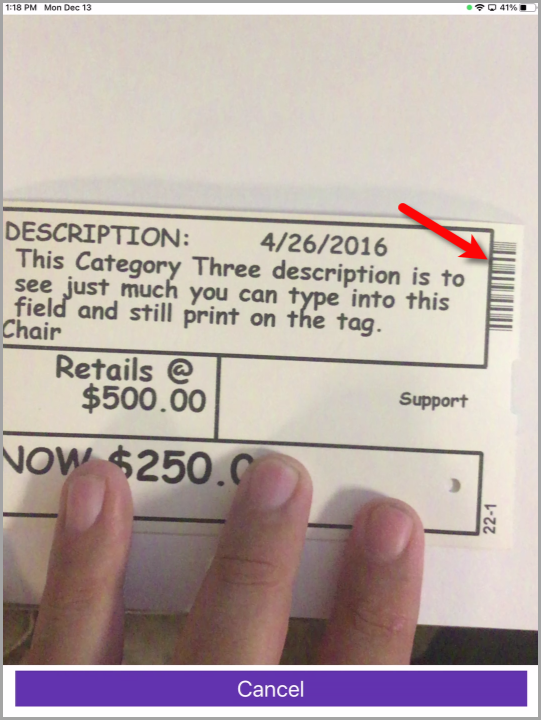 1:18 PM Mon Dec 13
41%
DESCRIPTION: 4/26/2016
This Category Three description is to
see just much you can type into this
field and still print on the tag.
Chair
Retails @
$500.00
Support
NOW $250.0
22-1
Cancel